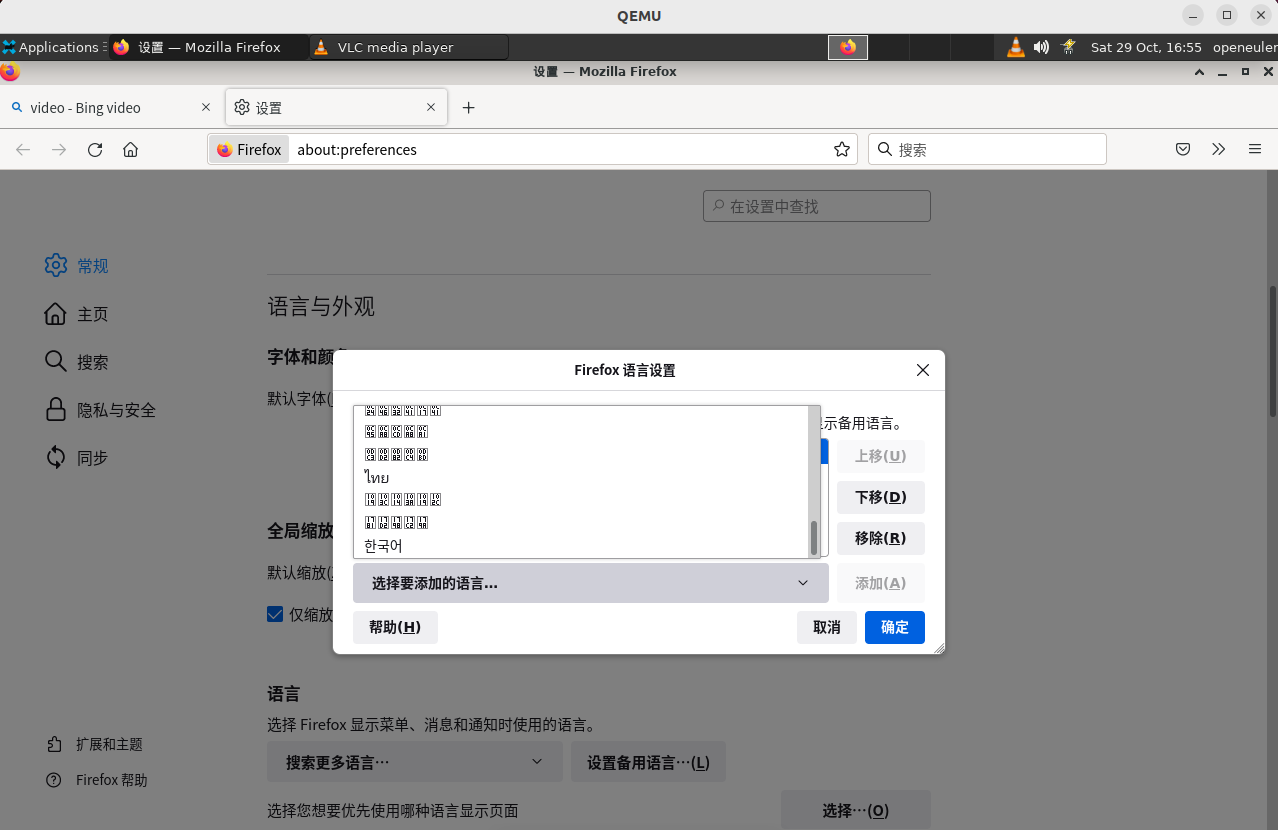 QEMU
Applications
设置 — Mozilla Firefox
VLC media player
Sat 29 Oct, 16:55
openeuler
设置 — Mozilla Firefox
video - Bing video
设置
Firefox
about:preferences
搜索
在设置中查找
常规
主页
搜索
隐私与安全
同步
扩展和主题
Firefox 帮助
语言与外观
字体和颜
默认字体(
全局缩放
默认缩放(
仅缩放
Firefox 语言设置
显示备用语言。
ไทย
한국어
上移(U)
下移(D)
移除(R)
选择要添加的语言...
添加(A)
帮助(H)
取消
确定
语言
选择 Firefox 显示菜单、消息和通知时使用的语言。
搜索更多语言…
设置备用语言…(L)
选择您想要优先使用哪种语言显示页面
选择…(O)